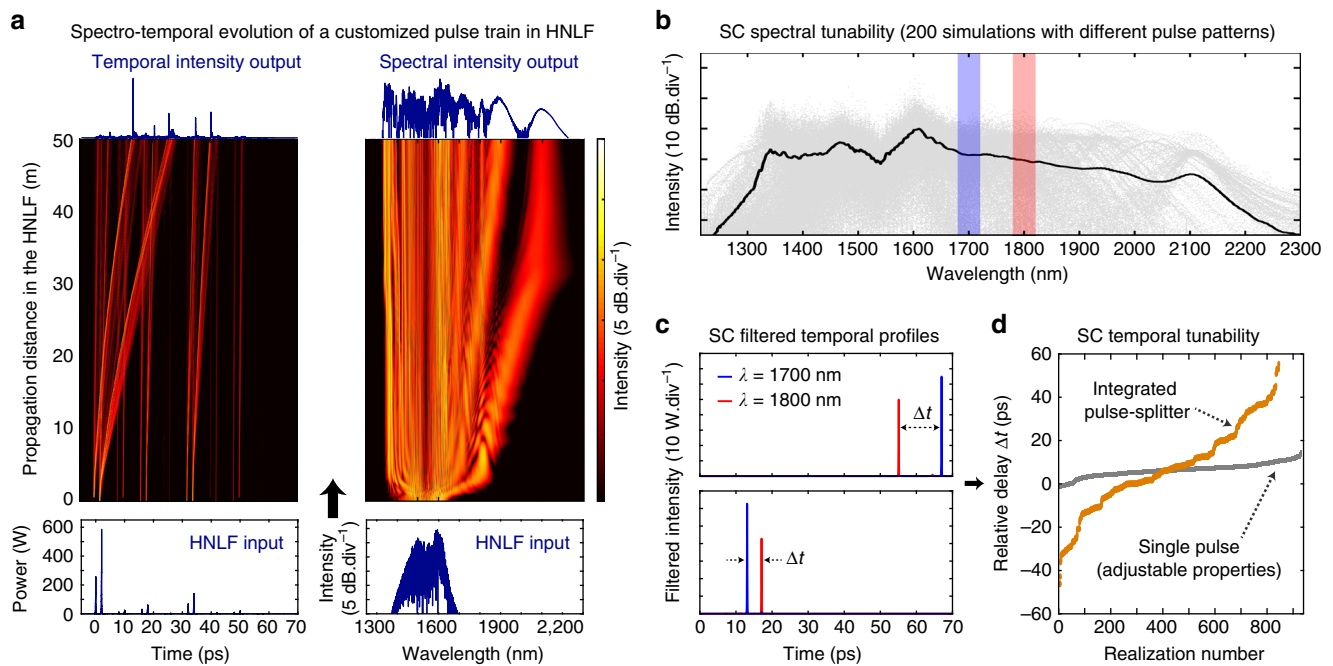 a
Spectro-temporal evolution of a customized pulse train in HNLF
Temporal intensity output
Spectral intensity output
Propagation distance in the HNLF (m)
50
40
30
20
10
0
Intensity (5 dB.div⁻¹)
Power (W)
600
400
200
0
HNLF input
0 10 20 30 40 50 60 70
Time (ps)
Intensity
(5 dB.div⁻¹)
HNLF input
1300 1600 1900 2,200
Wavelength (nm)
b
SC spectral tunability (200 simulations with different pulse patterns)
Intensity (10 dB.div⁻¹)
1300 1400 1500 1600 1700 1800 1900 2000 2100 2200 2300
Wavelength (nm)
c
SC filtered temporal profiles
Filtered intensity (10 W.div⁻¹)
λ = 1700 nm
λ = 1800 nm
Δt
Δt
0 10 20 30 40 50 60 70
Time (ps)
d
SC temporal tunability
Relative delay Δt (ps)
60
40
20
0
−20
−40
−60
Integrated
pulse-splitter
Single pulse
(adjustable properties)
0 200 400 600 800
Realization number